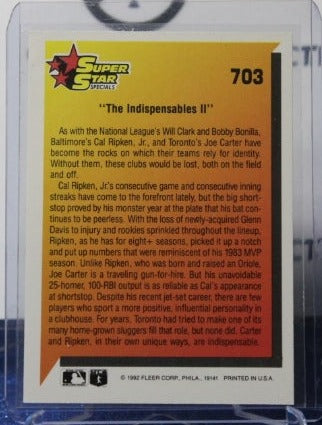 SUPER
STAR
SPECIALS
703
"The Indispensables II"
As with the National League's Will Clark and Bobby Bonilla,
Baltimore's Cal Ripken, Jr., and Toronto's Joe Carter have
become the rocks on which their teams rely for identity.
Without them, these clubs would be lost, both on the field
and off.
Cal Ripken, Jr.'s consecutive and consecutive inning
streaks have come to the forefront lately, but the big short-
stop proved by his monster year at the plate that his bat con-
tinues to be peerless. With the loss of newly-acquired Glenn
Davis to injury and rookies sprinkled throughout the lineup,
Ripken, as he has for eight+ seasons, picked it up a notch
and put up numbers that were reminiscent of his 1983 MVP
season. Unlike Ripken, who was born and raised an Oriole,
Joe Carter is a traveling gun-for-hire. But his unavoidable
25-homer, 100-RBI output is as reliable as Cal's appearance
at shortstop. Despite his recent jet-set career, there are few
players who sport a more positive, influential personality in
a clubhouse. For years, Toronto had tried to make one of its
many home-grown sluggers fill that role, but none did. Carter
and Ripken, in their own unique ways, are indispensable.
© 1992 FLEER CORP., PHILA., 19141 PRINTED IN U.S.A.